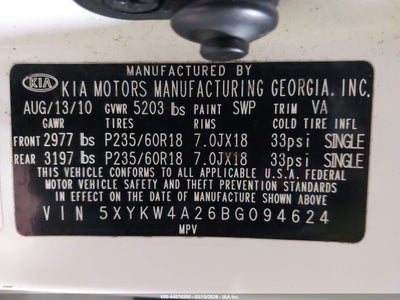 MANUFACTURED BY
KIA KIA MOTORS MANUFACTURING GEORGIA, INC.
AUG/13/10 GVWR 5203 lbs PAINT SWP TRIM VA
GAWR TIRES RIMS COLD TIRE INFL
FRONT 2977 lbs P235/60R18 7.0JX18 33psi SINGLE
REAR 3197 lbs P235/60R18 7.0JX18 33psi SINGLE
THIS VEHICLE CONFORMS TO ALL APPLICABLE U.S.A. FEDERAL
MOTOR VEHICLE SAFETY AND THEFT PREVENTION STANDARDS
IN EFFECT ON THE DATE OF MANUFACTURE SHOWN ABOVE.
VIN 5XYKW4A26BG094624
MPV